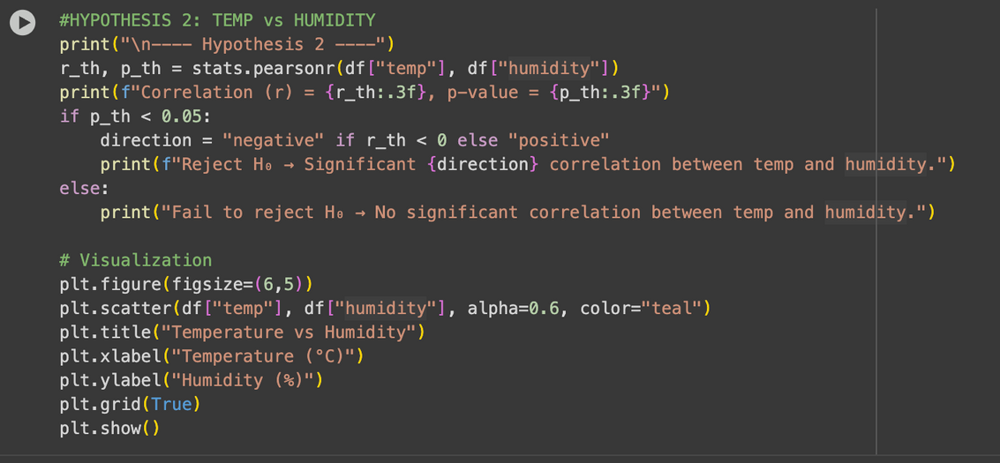 #HYPOTHESIS 2: TEMP vs HUMIDITY
print("\n---- Hypothesis 2 ----")
r_th, p_th = stats.pearsonr(df["temp"], df["humidity"])
print(f"Correlation (r) = {r_th:.3f}, p-value = {p_th:.3f}")
if p_th < 0.05:
    direction = "negative" if r_th < 0 else "positive"
    print(f"Reject H₀ → Significant {direction} correlation between temp and humidity.")
else:
    print("Fail to reject H₀ → No significant correlation between temp and humidity.")

# Visualization
plt.figure(figsize=(6,5))
plt.scatter(df["temp"], df["humidity"], alpha=0.6, color="teal")
plt.title("Temperature vs Humidity")
plt.xlabel("Temperature (°C)")
plt.ylabel("Humidity (%)")
plt.grid(True)
plt.show()